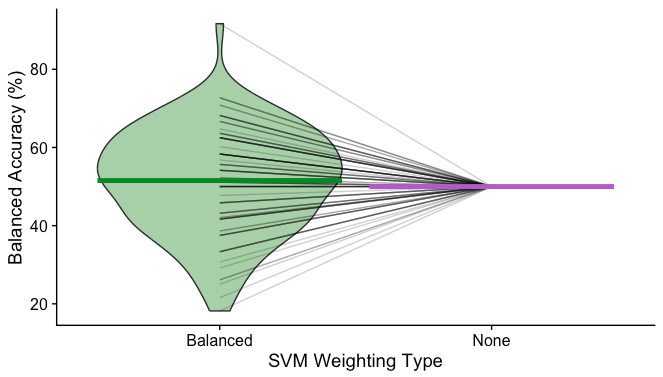 Balanced Accuracy (%)
80
60
40
20
Balanced
None
SVM Weighting Type